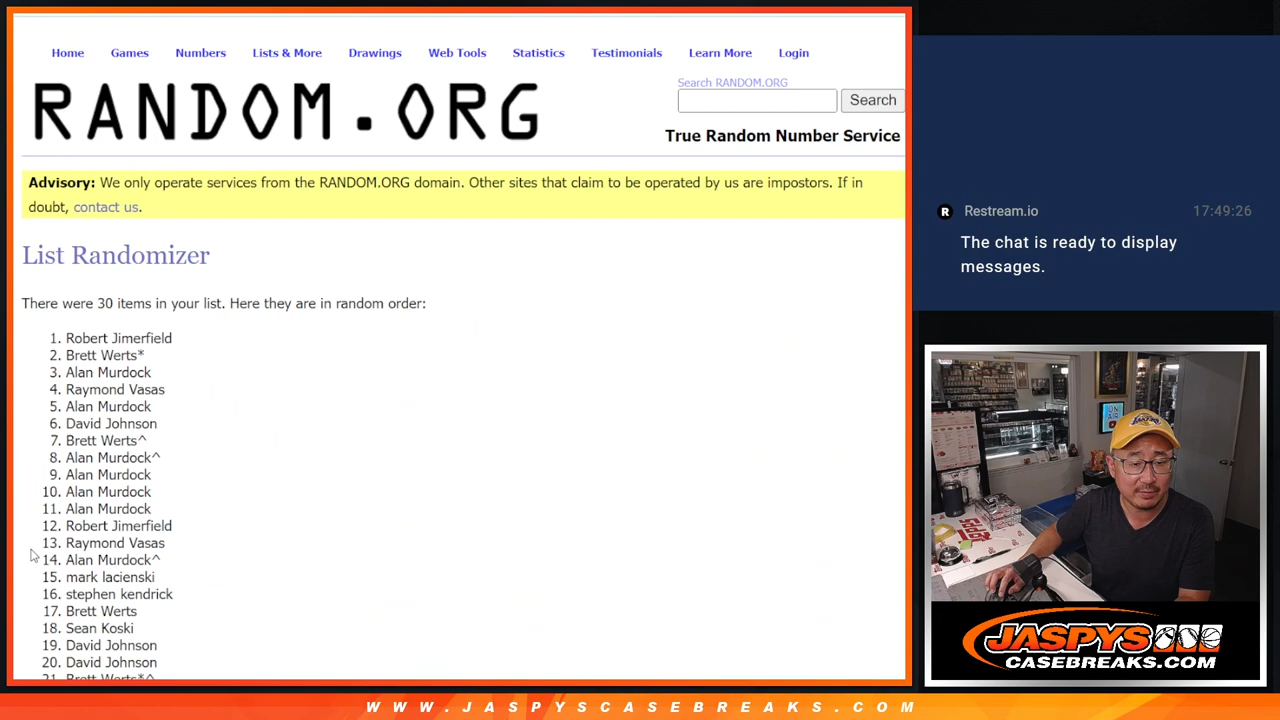 Home Games Numbers Lists & More Drawings Web Tools Statistics Testimonials Learn More Login
RANDOM.ORG
Search RANDOM.ORG
Search
True Random Number Service
Advisory: We only operate services from the RANDOM.ORG domain. Other sites that claim to be operated by us are impostors. If in
doubt, contact us.
List Randomizer
There were 30 items in your list. Here they are in random order:
1. Robert Jimerfield
2. Brett Werts*
3. Alan Murdock
4. Raymond Vasas
5. Alan Murdock
6. David Johnson
7. Brett Werts^
8. Alan Murdock^
9. Alan Murdock
10. Alan Murdock
11. Alan Murdock
12. Robert Jimerfield
13. Raymond Vasas
14. Alan Murdock^
15. mark lacienski
16. stephen kendrick
17. Brett Werts
18. Sean Koski
19. David Johnson
20. David Johnson
21. Brett Werts*^
R Restream.io 17:49:26
The chat is ready to display
messages.
ON
AIR
JASPYS
CASEBREAKS.COM
WWW.JASPYSCASEBREAKS.COM